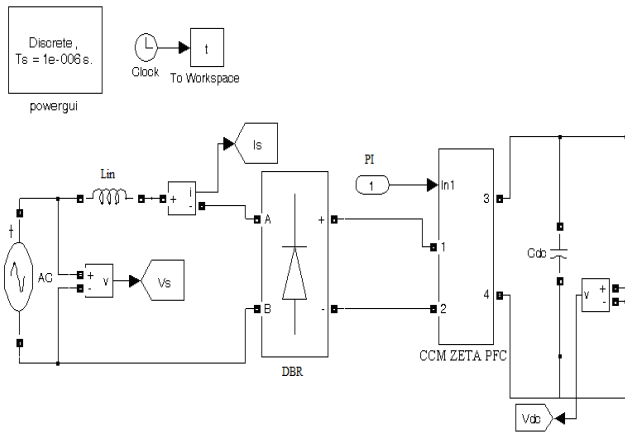 Discrete,
Ts = 1e-006 s.
powergui
Clock
t
To Workspace
Is
Lin
+ i
-
PI
1
In1
3
A
+
1
AC
+
-
v
Vs
B
-
2
4
Cdc
v
+
-
DBR
CCM ZETA PFC
Vdc